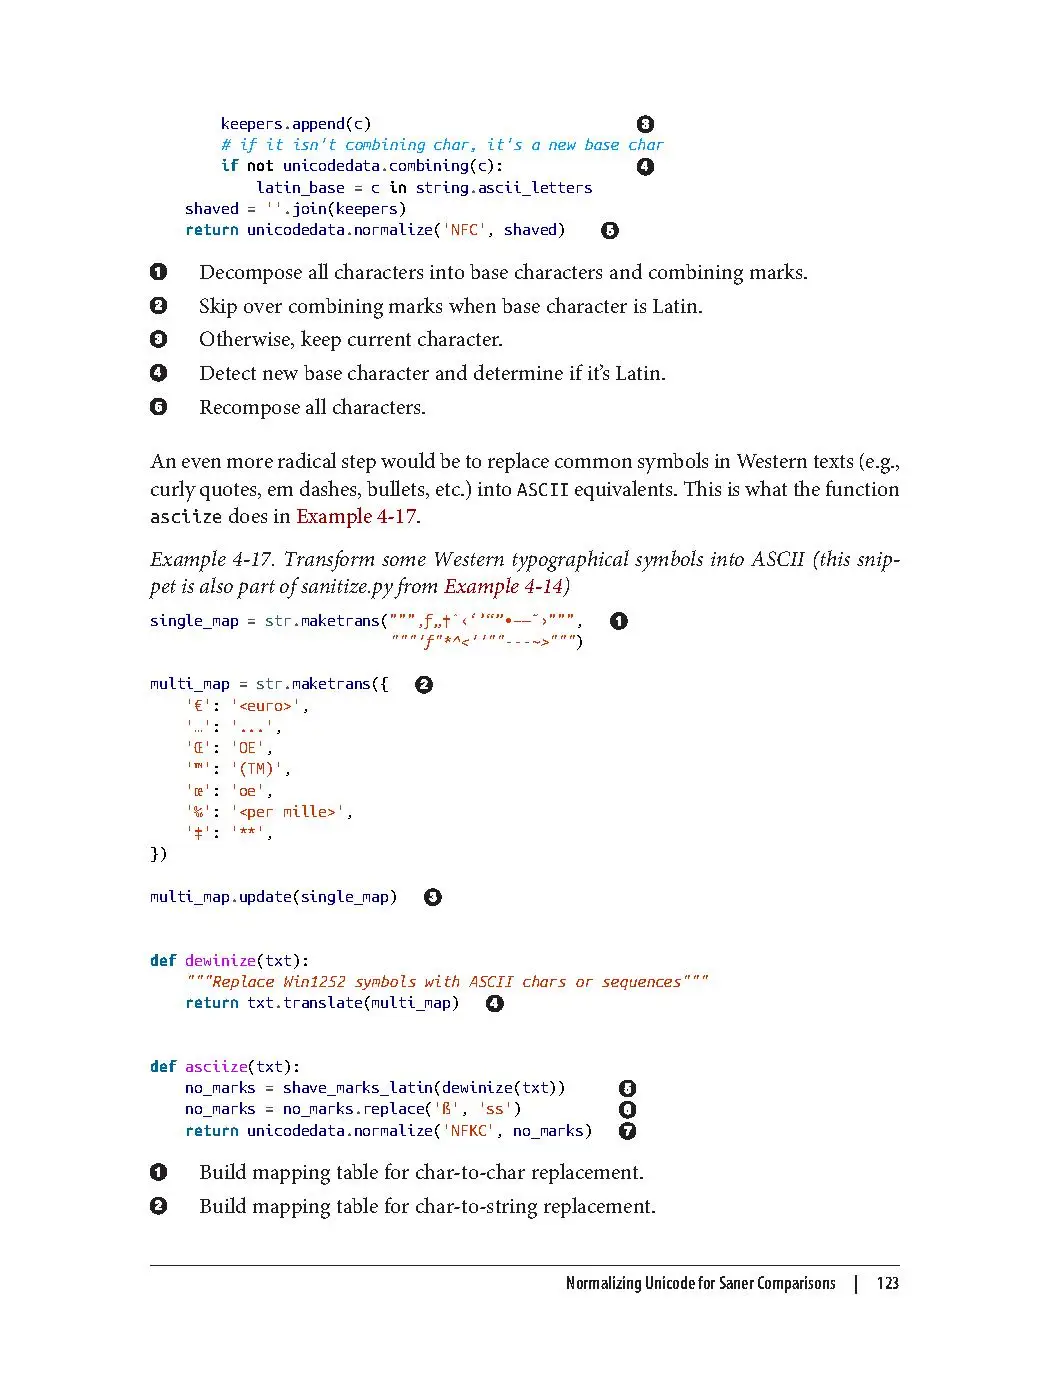 keepers.append(c) ❸
# if it isn't combining char, it's a new base char
if not unicodedata.combining(c): ❹
latin_base = c in string.ascii_letters
shaved = ''.join(keepers)
return unicodedata.normalize('NFC', shaved) ❺
❶ Decompose all characters into base characters and combining marks.
❷ Skip over combining marks when base character is Latin.
❸ Otherwise, keep current character.
❹ Detect new base character and determine if it’s Latin.
❺ Recompose all characters.
An even more radical step would be to replace common symbols in Western texts (e.g.,
curly quotes, em dashes, bullets, etc.) into ASCII equivalents. This is what the function
asciize does in Example 4-17.
Example 4-17. Transform some Western typographical symbols into ASCII (this snip-
pet is also part of sanitize.py from Example 4-14)
single_map = str.maketrans("""‚ƒ„†ˆ‹‘’“”•–—˜›""", ❶
"""'f"*^<''""---~>""")
multi_map = str.maketrans({ ❷
'€': '<euro>',
'…': '...',
'Œ': 'OE',
'™': '(TM)',
'œ': 'oe',
'‰': '<per mille>',
'‡': '**',
})
multi_map.update(single_map) ❸
def dewinize(txt):
"""Replace Win1252 symbols with ASCII chars or sequences"""
return txt.translate(multi_map) ❹
def asciize(txt):
no_marks = shave_marks_latin(dewinize(txt)) ❺
no_marks = no_marks.replace('ß', 'ss') ❻
return unicodedata.normalize('NFKC', no_marks) ❼
❶ Build mapping table for char-to-char replacement.
❷ Build mapping table for char-to-string replacement.
Normalizing Unicode for Saner Comparisons | 123